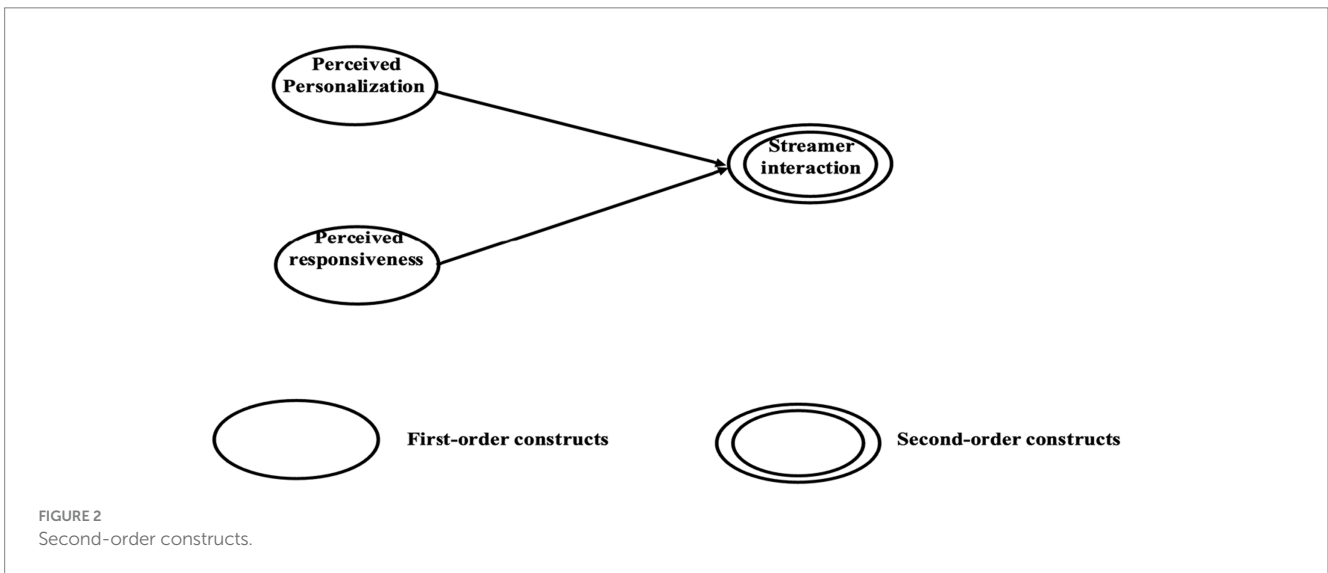 Perceived
Personalization
Streamer
interaction
Perceived
responsiveness
First-order constructs
Second-order constructs
FIGURE 2
Second-order constructs.